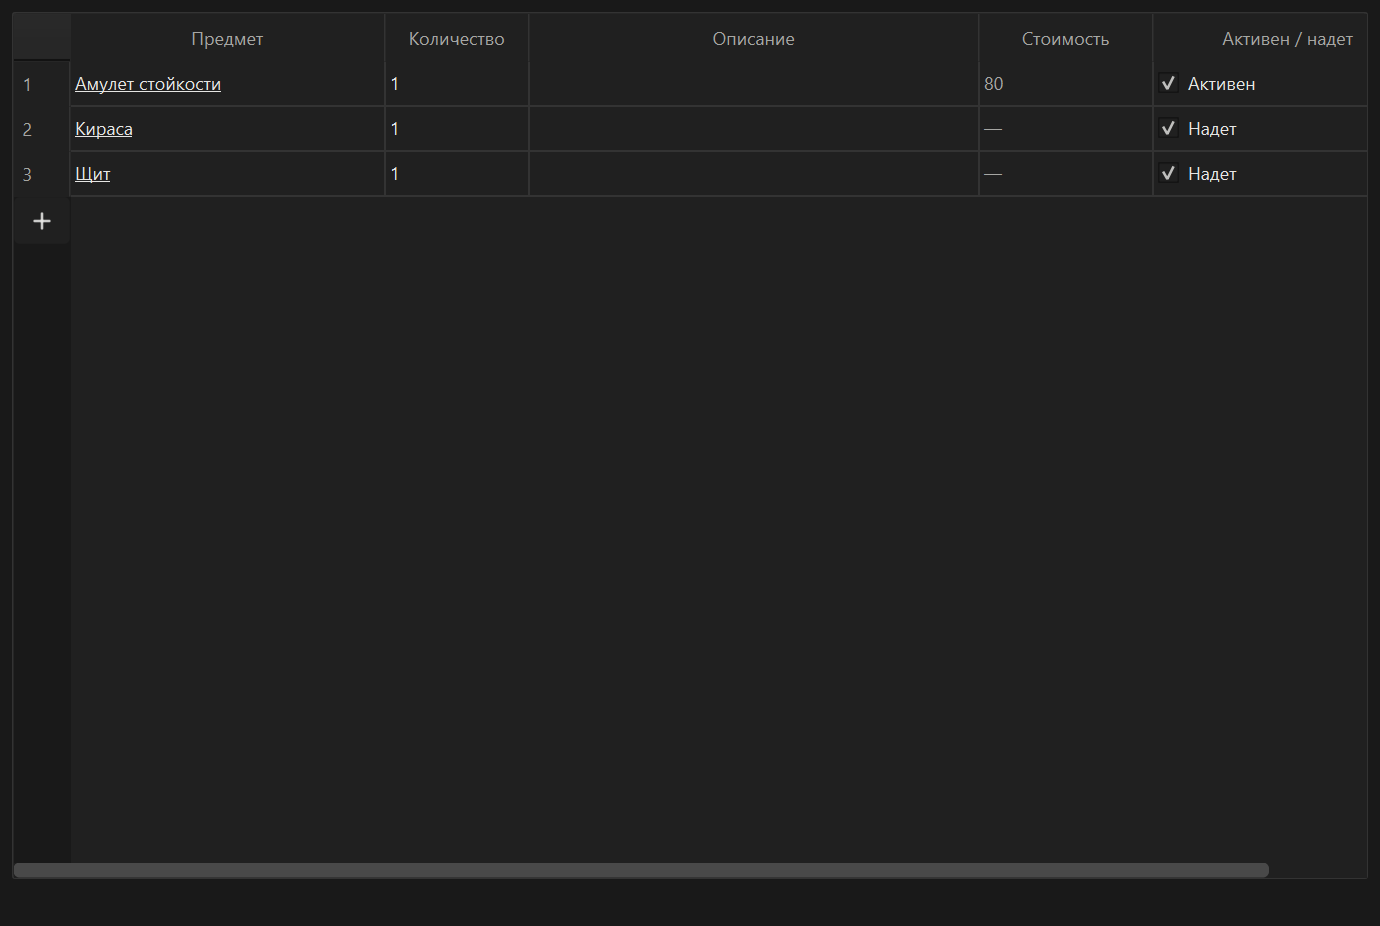 Предмет Количество Описание Стоимость Активен / надет
1 Амулет стойкости 1 80 Активен
2 Кираса 1 — Надет
3 Щит 1 — Надет
+